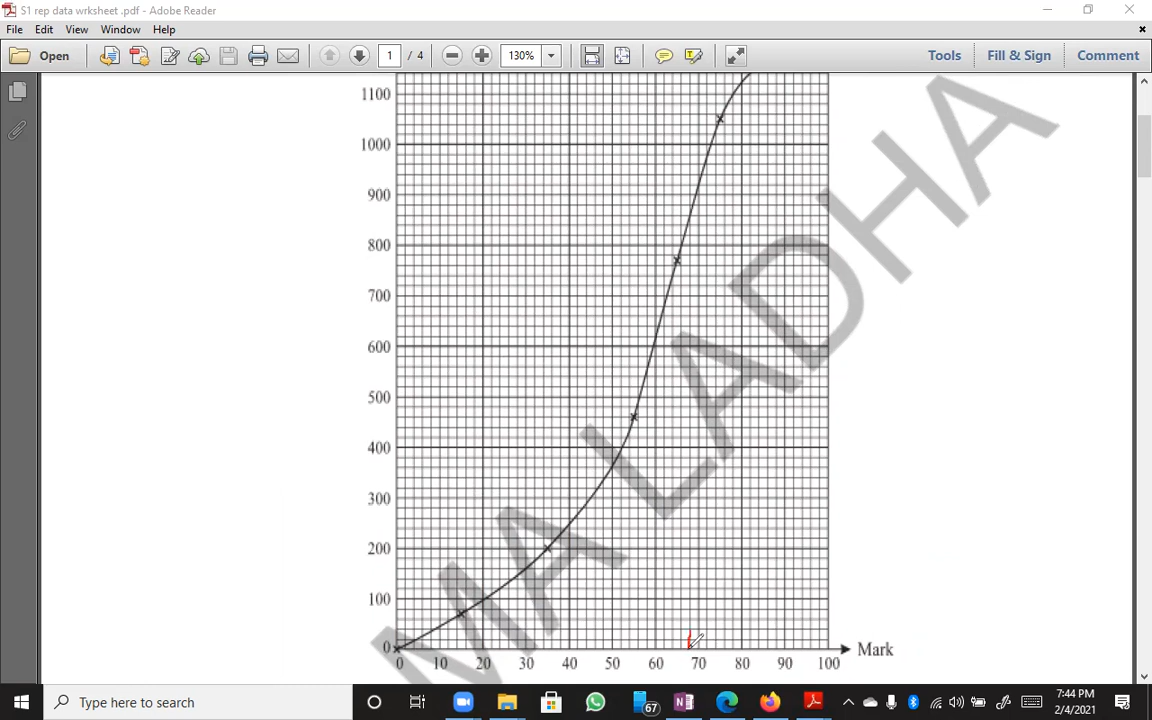 S1 rep data wrksheet .pdf - Adobe Reader
File Edit View Window Help
Open 1 / 4 130% Tools Fill & Sign Comment
1100
1000
900
800
700
600
500
400
300
200
100
0
0 10 20 30 40 50 60 70 80 90 100 Mark
MA LADHA
Type here to search 67 7:44 PM
2/4/2021